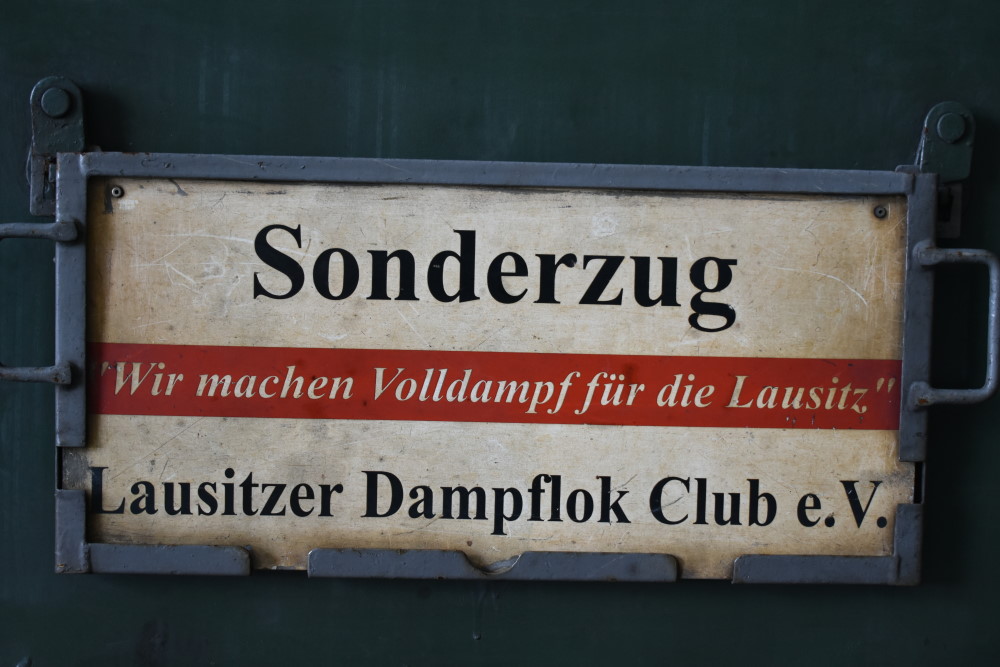 Sonderzug
"Wir machen Volldampf für die Lausitz"
Lausitzer Dampflok Club e.V.